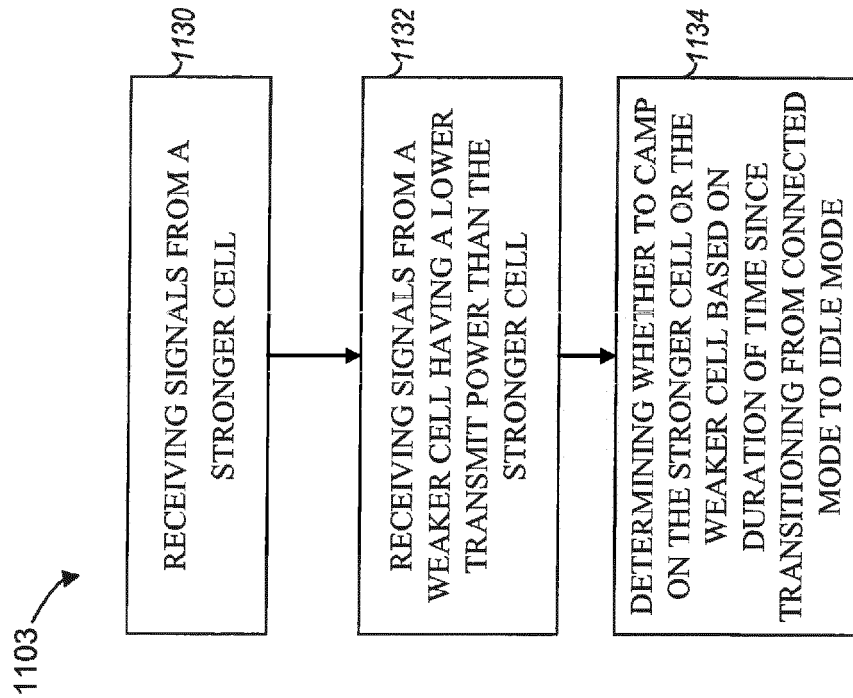 1103
1130
RECEIVING SIGNALS FROM A
STRONGER CELL
1132
RECEIVING SIGNALS FROM A
WEAKER CELL HAVING A LOWER
TRANSMIT POWER THAN THE
STRONGER CELL
1134
DETERMINING WHETHER TO CAMP
ON THE STRONGER CELL OR THE
WEAKER CELL BASED ON
DURATION OF TIME SINCE
TRANSITIONING FROM CONNECTED
MODE TO IDLE MODE